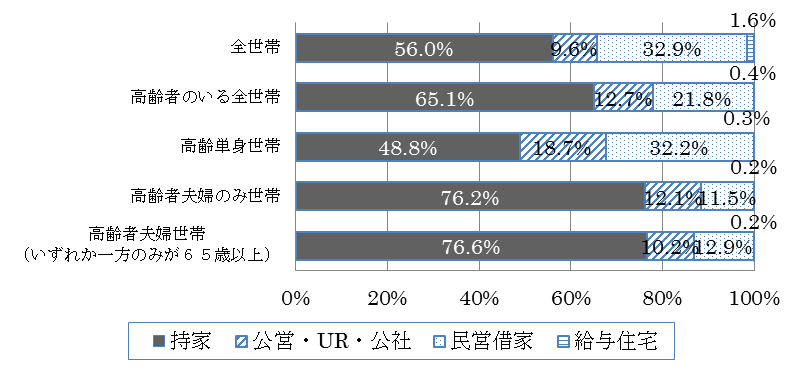 1.6%
全世帯 56.0% 9.6% 32.9%
0.4%
高齢者のいる全世帯 65.1% 12.7% 21.8%
0.3%
高齢単身世帯 48.8% 18.7% 32.2%
0.2%
高齢者夫婦のみ世帯 76.2% 12.1% 11.5%
0.2%
高齢者夫婦世帯
（いずれか一方のみが６５歳以上） 76.6% 10.2% 12.9%
0% 20% 40% 60% 80% 100%
持家 公営・UR・公社 民営借家 給与住宅